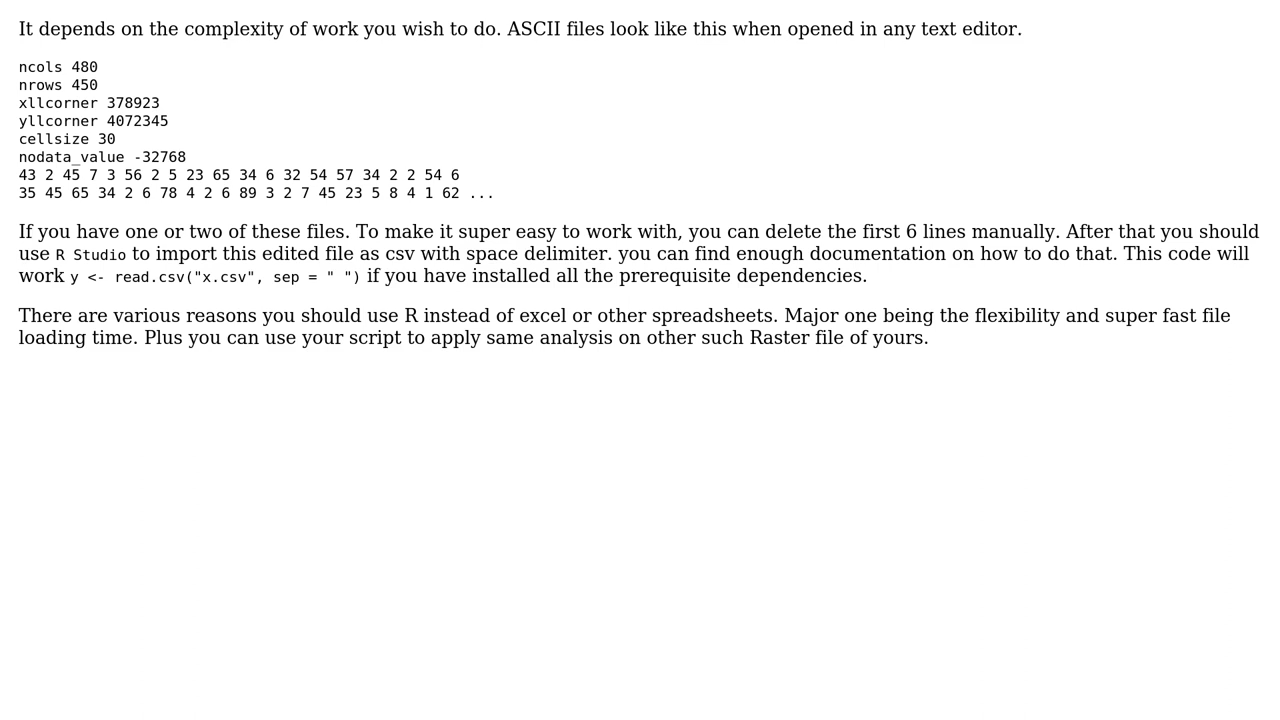 It depends on the complexity of work you wish to do. ASCII files look like this when opened in any text editor.
ncols 480
nrows 450
xllcorner 378923
yllcorner 4072345
cellsize 30
nodata_value -32768
43 2 45 7 3 56 2 5 23 65 34 6 32 54 57 34 2 2 54 6
35 45 65 34 2 6 78 4 2 6 89 3 2 7 45 23 5 8 4 1 62 ...
If you have one or two of these files. To make it super easy to work with, you can delete the first 6 lines manually. After that you should
use R Studio to import this edited file as csv with space delimiter. you can find enough documentation on how to do that. This code will
work y <- read.csv("x.csv", sep = " ") if you have installed all the prerequisite dependencies.
There are various reasons you should use R instead of excel or other spreadsheets. Major one being the flexibility and super fast file
loading time. Plus you can use your script to apply same analysis on other such Raster file of yours.